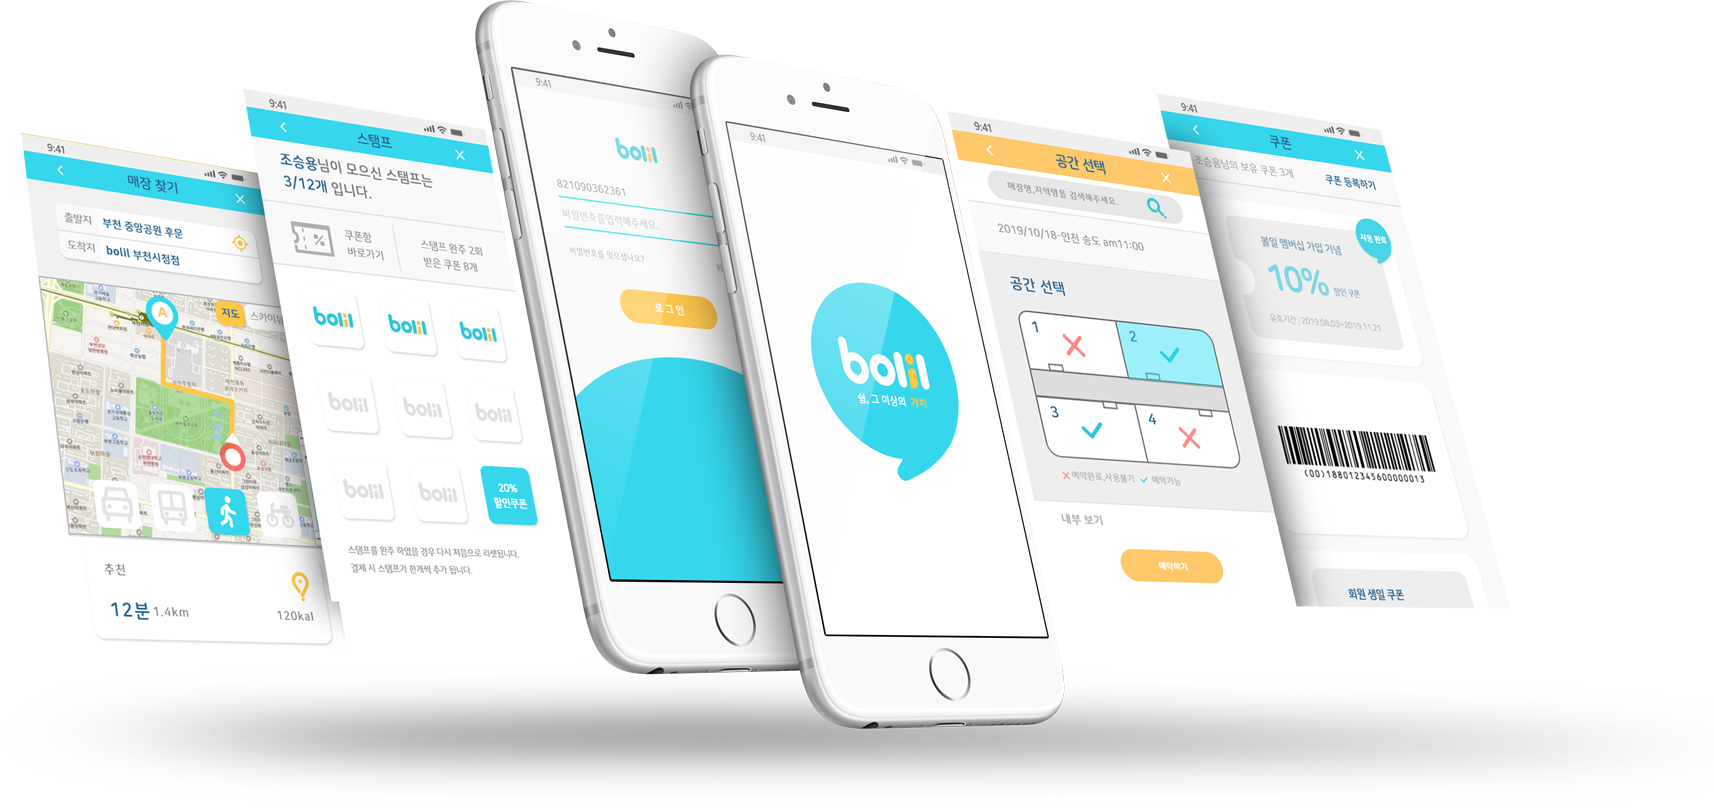 9:41
매장 찾기
출발지 부천 중앙공원 후문
도착지 bolil 부천시청점
A
지도
스카이뷰
추천
12분 1.4km
120kal
9:41
스탬프
조승용님이 모으신 스탬프는
3/12개 입니다.
%
쿠폰함
바로가기
스탬프 완주 2회
받은 쿠폰 8개
bolil
bolil
bolil
bolil
bolil
bolil
bolil
bolil
20%
할인쿠폰
스탬프를 완주 하였을 경우 다시 처음으로 리셋됩니다.
결제 시 스탬프가 한개씩 추가 됩니다.
9:41
bolil
821090362361
비밀번호를입력해주세요.
비밀번호를 잊으셨나요?
로그인
9:41
bolil
쉼, 그 이상의 가치
9:41
공간 선택
매장명,지역명을 검색해주세요.
2019/10/18-인천 송도 am11:00
공간 선택
1
2
3
4
예약완료,사용불가
예약가능
내부 보기
예약하기
9:41
쿠폰
조승용님의 보유 쿠폰 3개
쿠폰 등록하기
사용 완료
볼일 멤버십 가입 기념
10% 할인 쿠폰
유효기간 : 2019.08.03~2019.11.21
(00)1880123456000000013
회원 생일 쿠폰